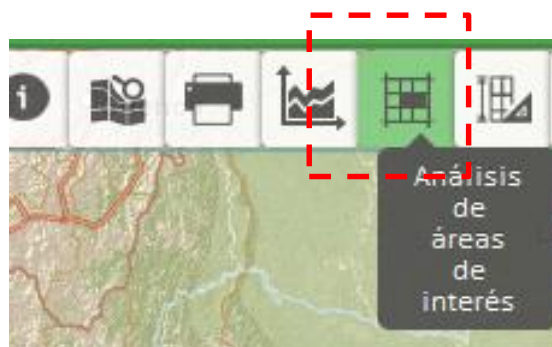 i
Análisis
de
áreas
de
interés